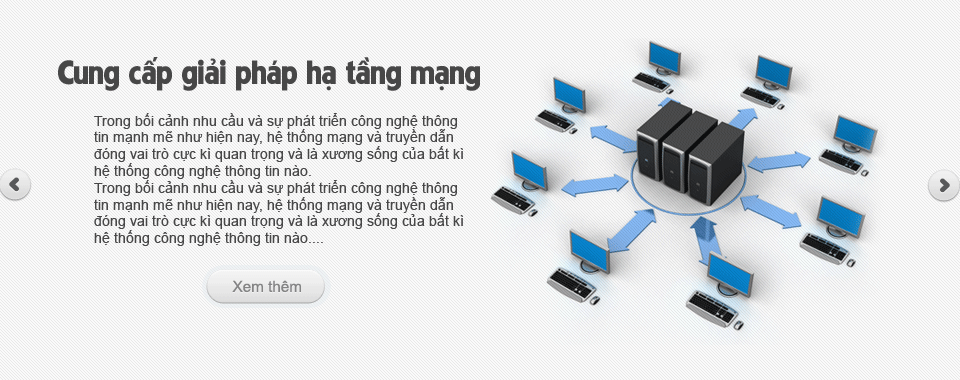 Cung cấp giải pháp hạ tầng mạng
Trong bối cảnh nhu cầu và sự phát triển công nghệ thông
tin mạnh mẽ như hiện nay, hệ thống mạng và truyền dẫn
đóng vai trò cực kì quan trọng và là xương sống của bất kì
hệ thống công nghệ thông tin nào.
Trong bối cảnh nhu cầu và sự phát triển công nghệ thông
tin mạnh mẽ như hiện nay, hệ thống mạng và truyền dẫn
đóng vai trò cực kì quan trọng và là xương sống của bất kì
hệ thống công nghệ thông tin nào....
Xem thêm